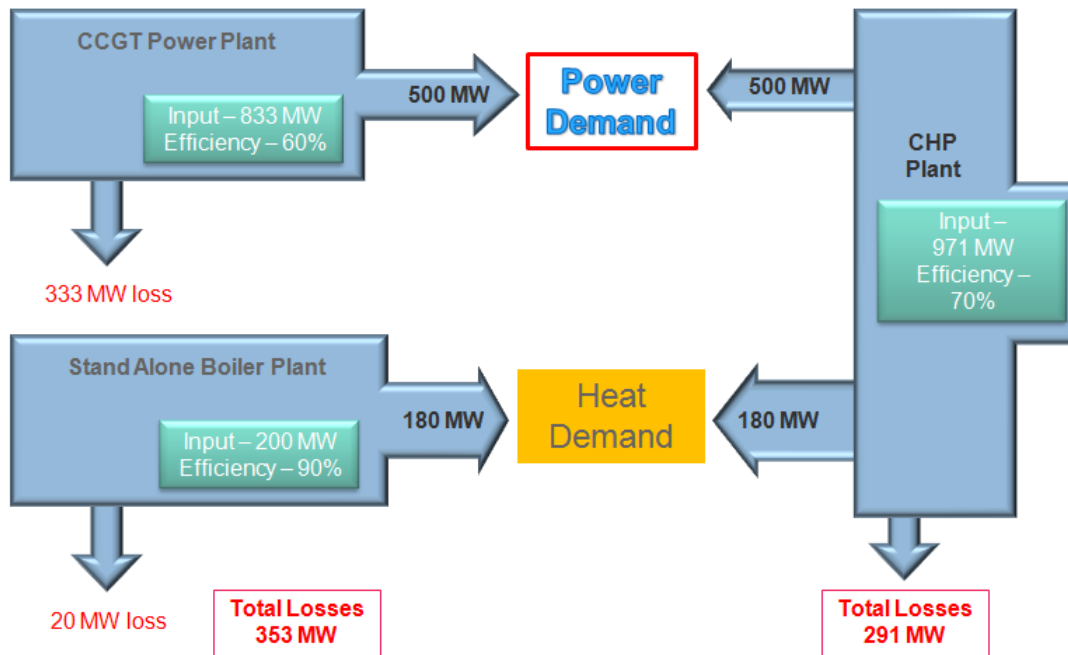 CCGT Power Plant
Input – 833 MW
Efficiency – 60%
500 MW
Power
Demand
500 MW
CHP
Plant
Input –
971 MW
Efficiency –
70%
333 MW loss
Stand Alone Boiler Plant
Input – 200 MW
Efficiency – 90%
180 MW
Heat
Demand
180 MW
20 MW loss
Total Losses
353 MW
Total Losses
291 MW